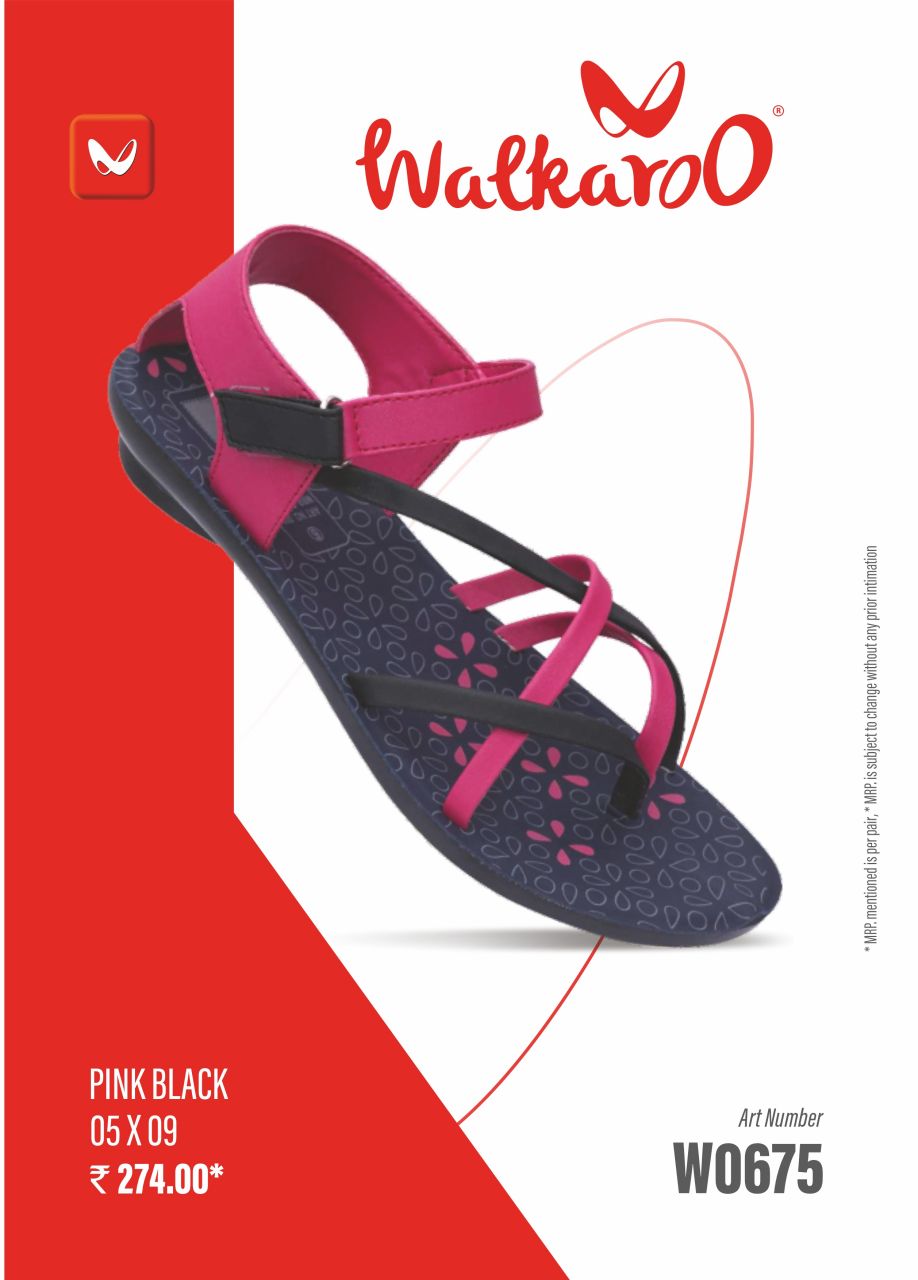 Walkaroo®
* MRP. mentioned is per pair, * MRP. is subject to change without any prior intimation
PINK BLACK
05 X 09
₹ 274.00*
Art Number
W0675